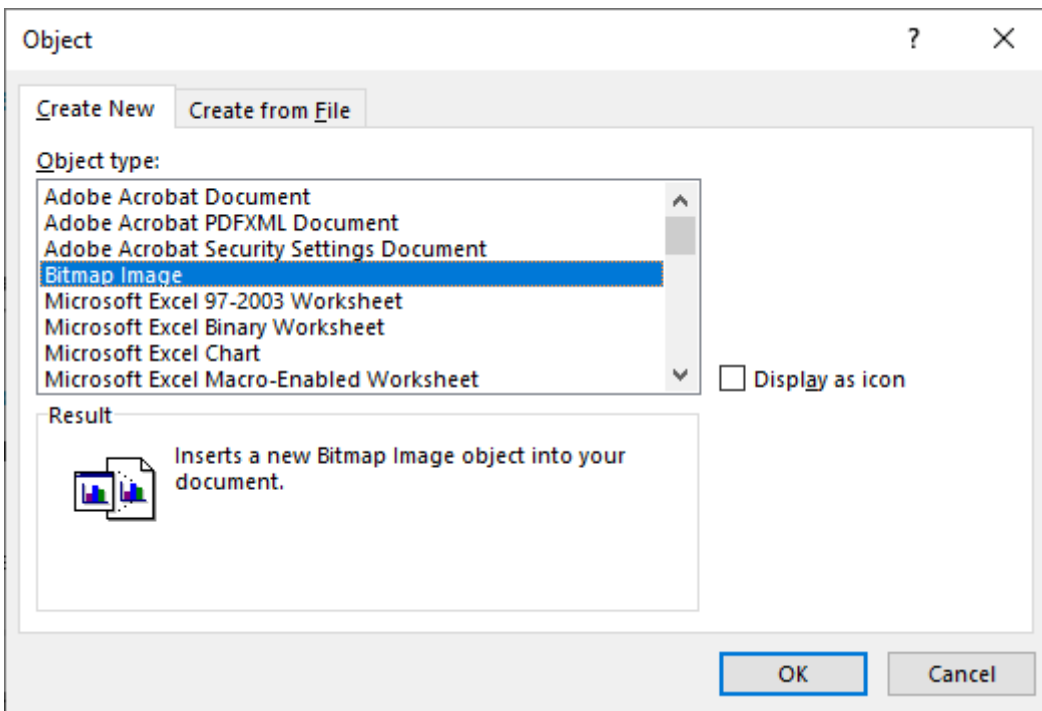 Object
?
Create New
Create from File
Object type:
Adobe Acrobat Document
Adobe Acrobat PDFXML Document
Adobe Acrobat Security Settings Document
Bitmap Image
Microsoft Excel 97-2003 Worksheet
Microsoft Excel Binary Worksheet
Microsoft Excel Chart
Microsoft Excel Macro-Enabled Worksheet
Display as icon
Result
Inserts a new Bitmap Image object into your
document.
OK
Cancel